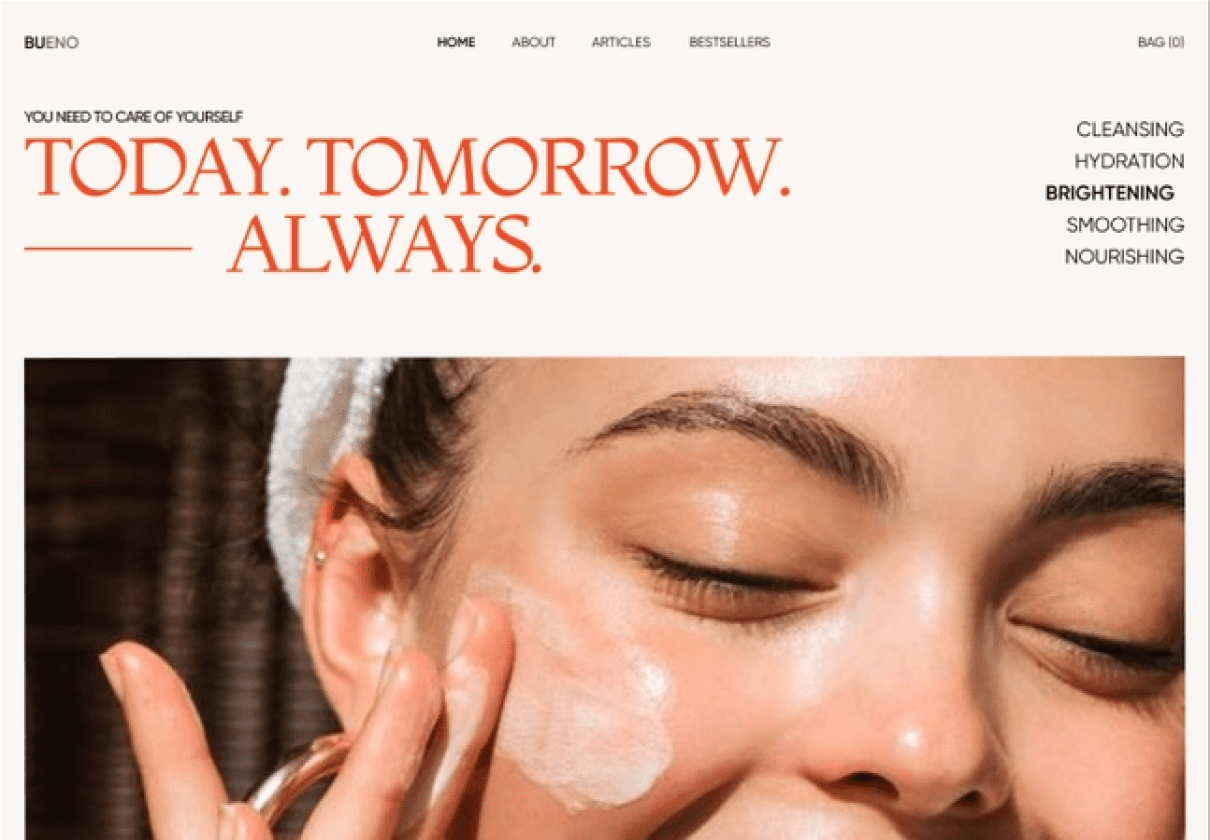 BUENO
HOME ABOUT ARTICLES BESTSELLERS
BAG (0)
YOU NEED TO CARE OF YOURSELF
TODAY. TOMORROW.
ALWAYS.
CLEANSING
HYDRATION
BRIGHTENING
SMOOTHING
NOURISHING